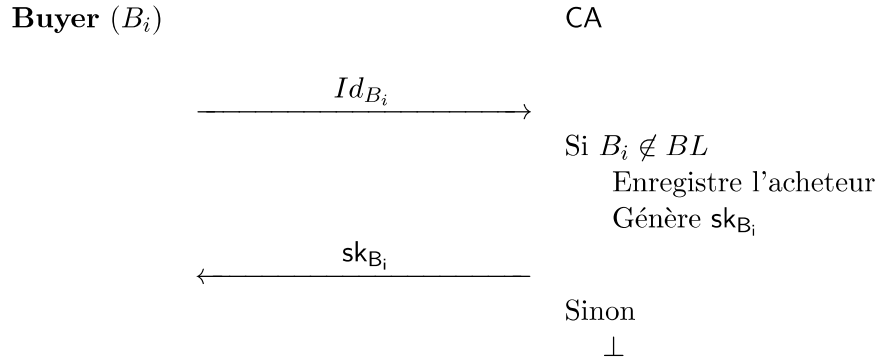 Buyer (B_i) CA
Id_{B_i}
Si B_i ∉ BL
Enregistre l'acheteur
Génère sk_{B_i}
sk_{B_i}
Sinon
⊥